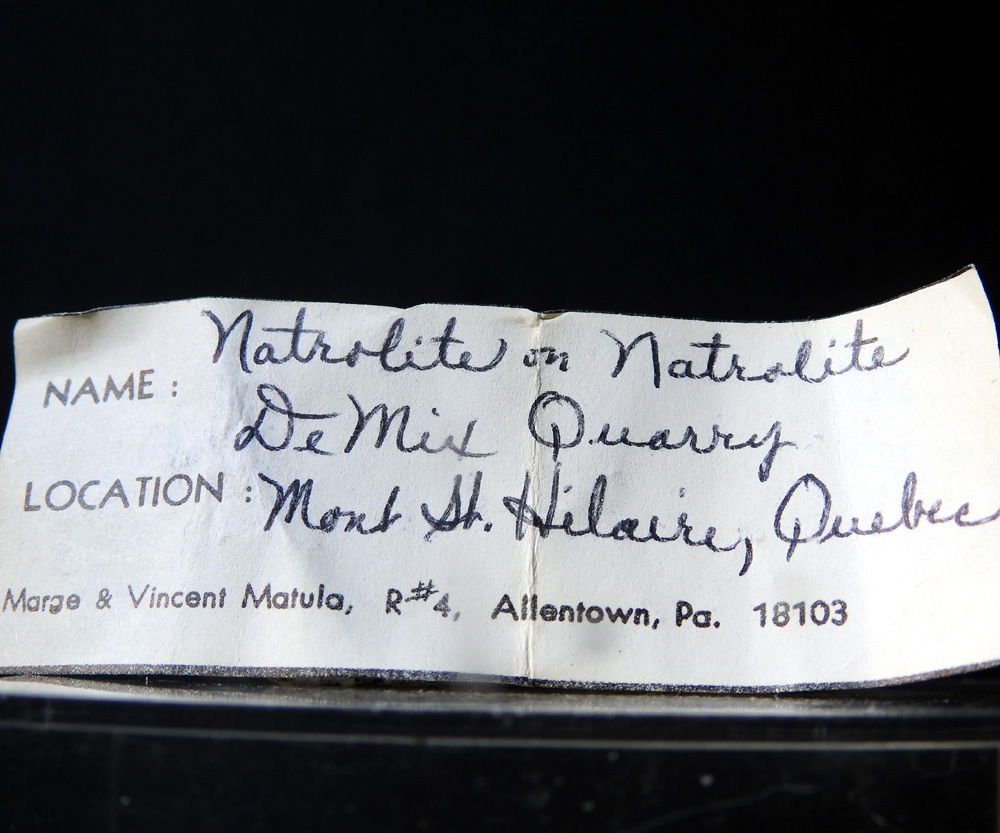 Natrolite on Natrolite
NAME :
DeMix Quarry
LOCATION : Mont St. Hilaire, Quebec
Marge & Vincent Matula, R#4, Allentown, Pa. 18103